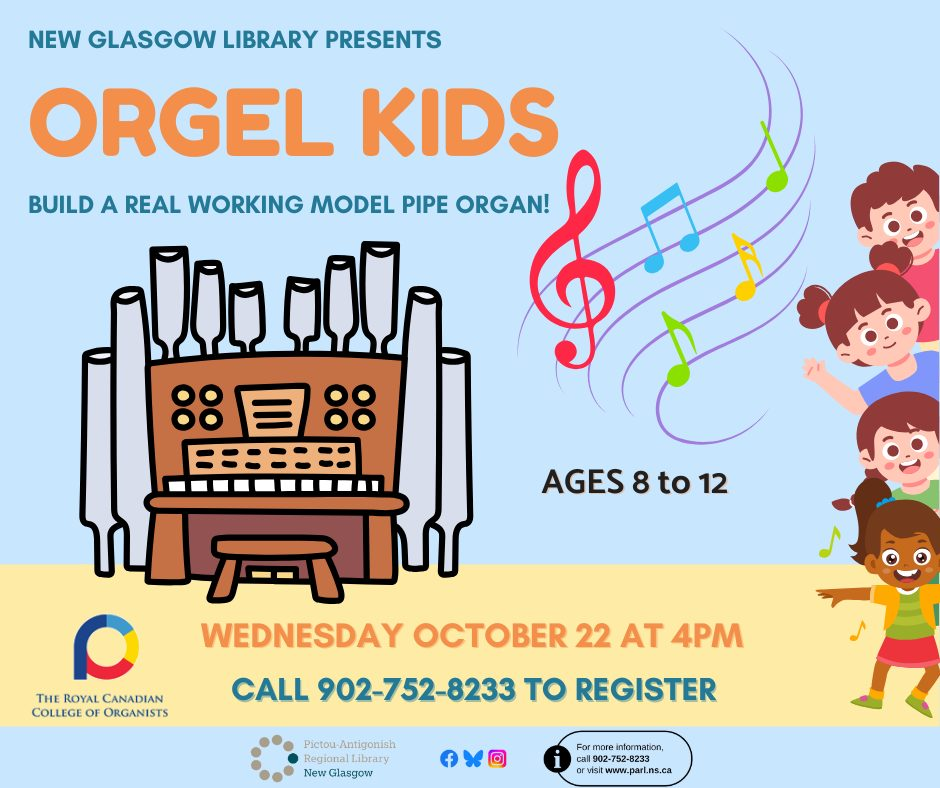 NEW GLASGOW LIBRARY PRESENTS
ORGEL KIDS
BUILD A REAL WORKING MODEL PIPE ORGAN!
AGES 8 to 12
WEDNESDAY OCTOBER 22 AT 4PM
CALL 902-752-8233 TO REGISTER
THE ROYAL CANADIAN
COLLEGE OF ORGANISTS
Pictou-Antigonish
Regional Library
New Glasgow
For more information,
call 902-752-8233
or visit www.parl.ns.ca